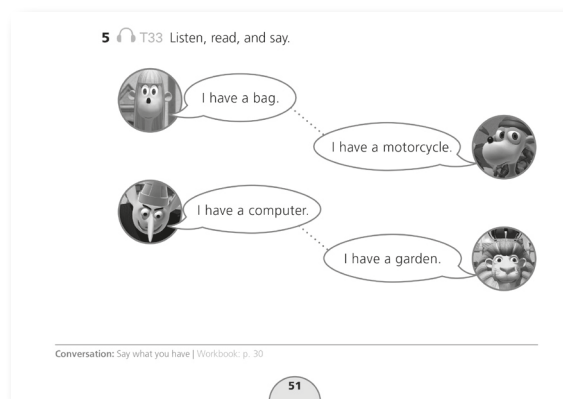 5 T33 Listen, read, and say.
I have a bag.
I have a motorcycle.
I have a computer.
I have a garden.
Conversation: Say what you have | Workbook: p. 30
51